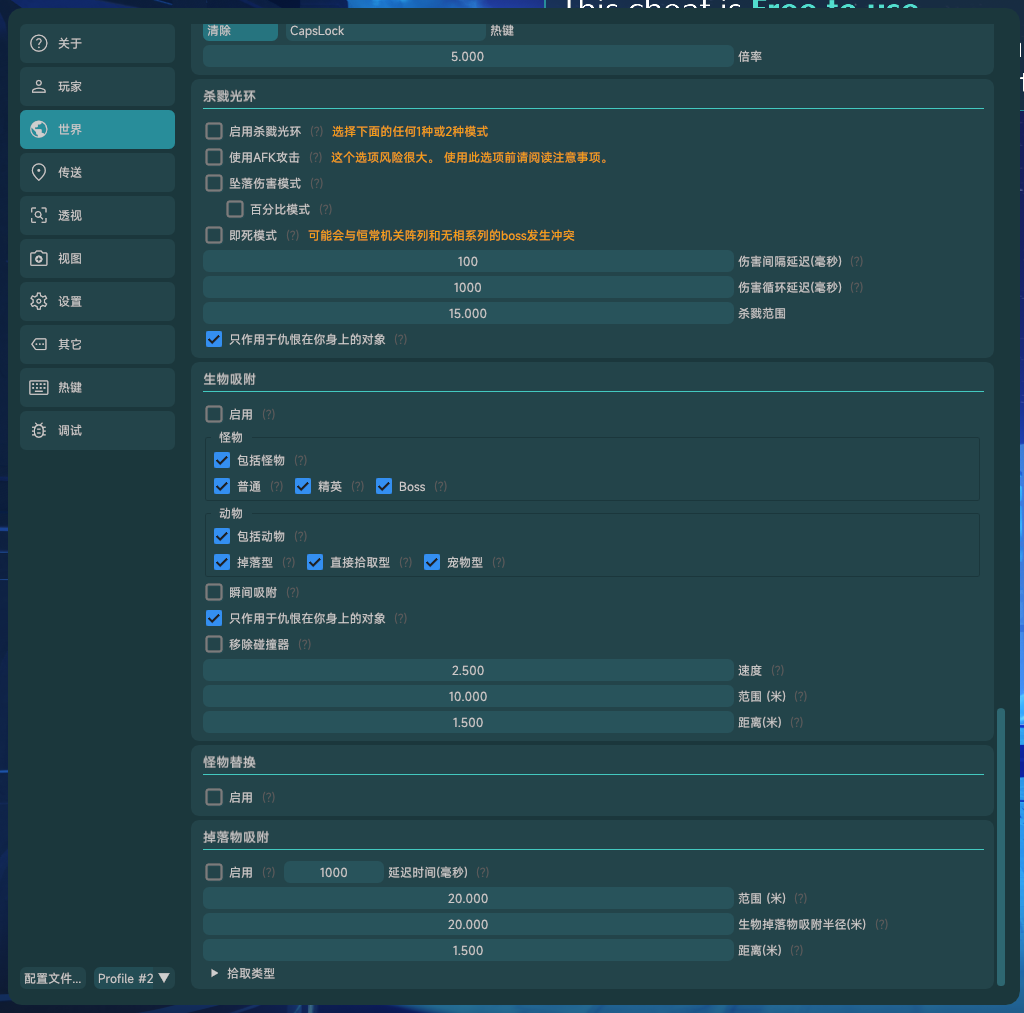 This cheat is Free to use
清除 CapsLock 热键
5.000 倍率
关于
玩家
世界
传送
透视
视图
设置
其它
热键
调试
杀戮光环
启用杀戮光环 (?) 选择下面的任何1种或2种模式
使用AFK攻击 (?) 这个选项风险很大。 使用此选项前请阅读注意事项。
坠落伤害模式 (?)
百分比模式 (?)
即死模式 (?) 可能会与恒常机关阵列和无相系列的boss发生冲突
100 伤害间隔延迟(毫秒) (?)
1000 伤害循环延迟(毫秒) (?)
15.000 杀戮范围
只作用于仇恨在你身上的对象 (?)
生物吸附
启用 (?)
怪物
包括怪物 (?)
普通 (?) 精英 (?) Boss (?)
动物
包括动物 (?)
掉落型 (?) 直接拾取型 (?) 宠物型 (?)
瞬间吸附 (?)
只作用于仇恨在你身上的对象 (?)
移除碰撞器 (?)
2.500 速度 (?)
10.000 范围 (米) (?)
1.500 距离(米) (?)
怪物替换
启用 (?)
掉落物吸附
启用 (?) 1000 延迟时间(毫秒) (?)
20.000 范围 (米) (?)
20.000 生物掉落物吸附半径(米) (?)
1.500 距离(米) (?)
拾取类型
配置文件... Profile #2